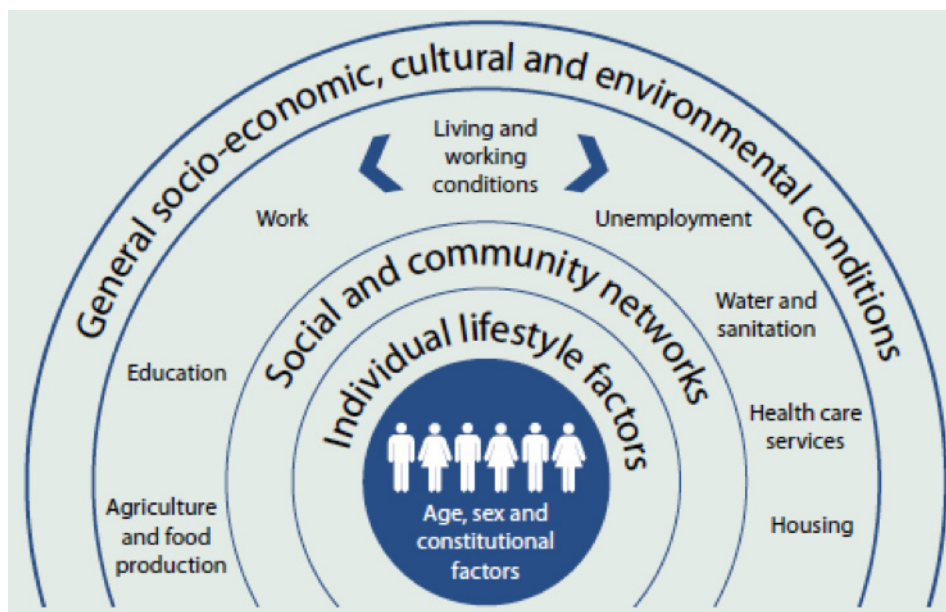 General socio-economic, cultural and environmental conditions
Living and
working
conditions
Work
Unemployment
Social and community networks
Water and
sanitation
Individual lifestyle factors
Education
Health care
services
Agriculture
and food
production
Housing
Age, sex and
constitutional
factors